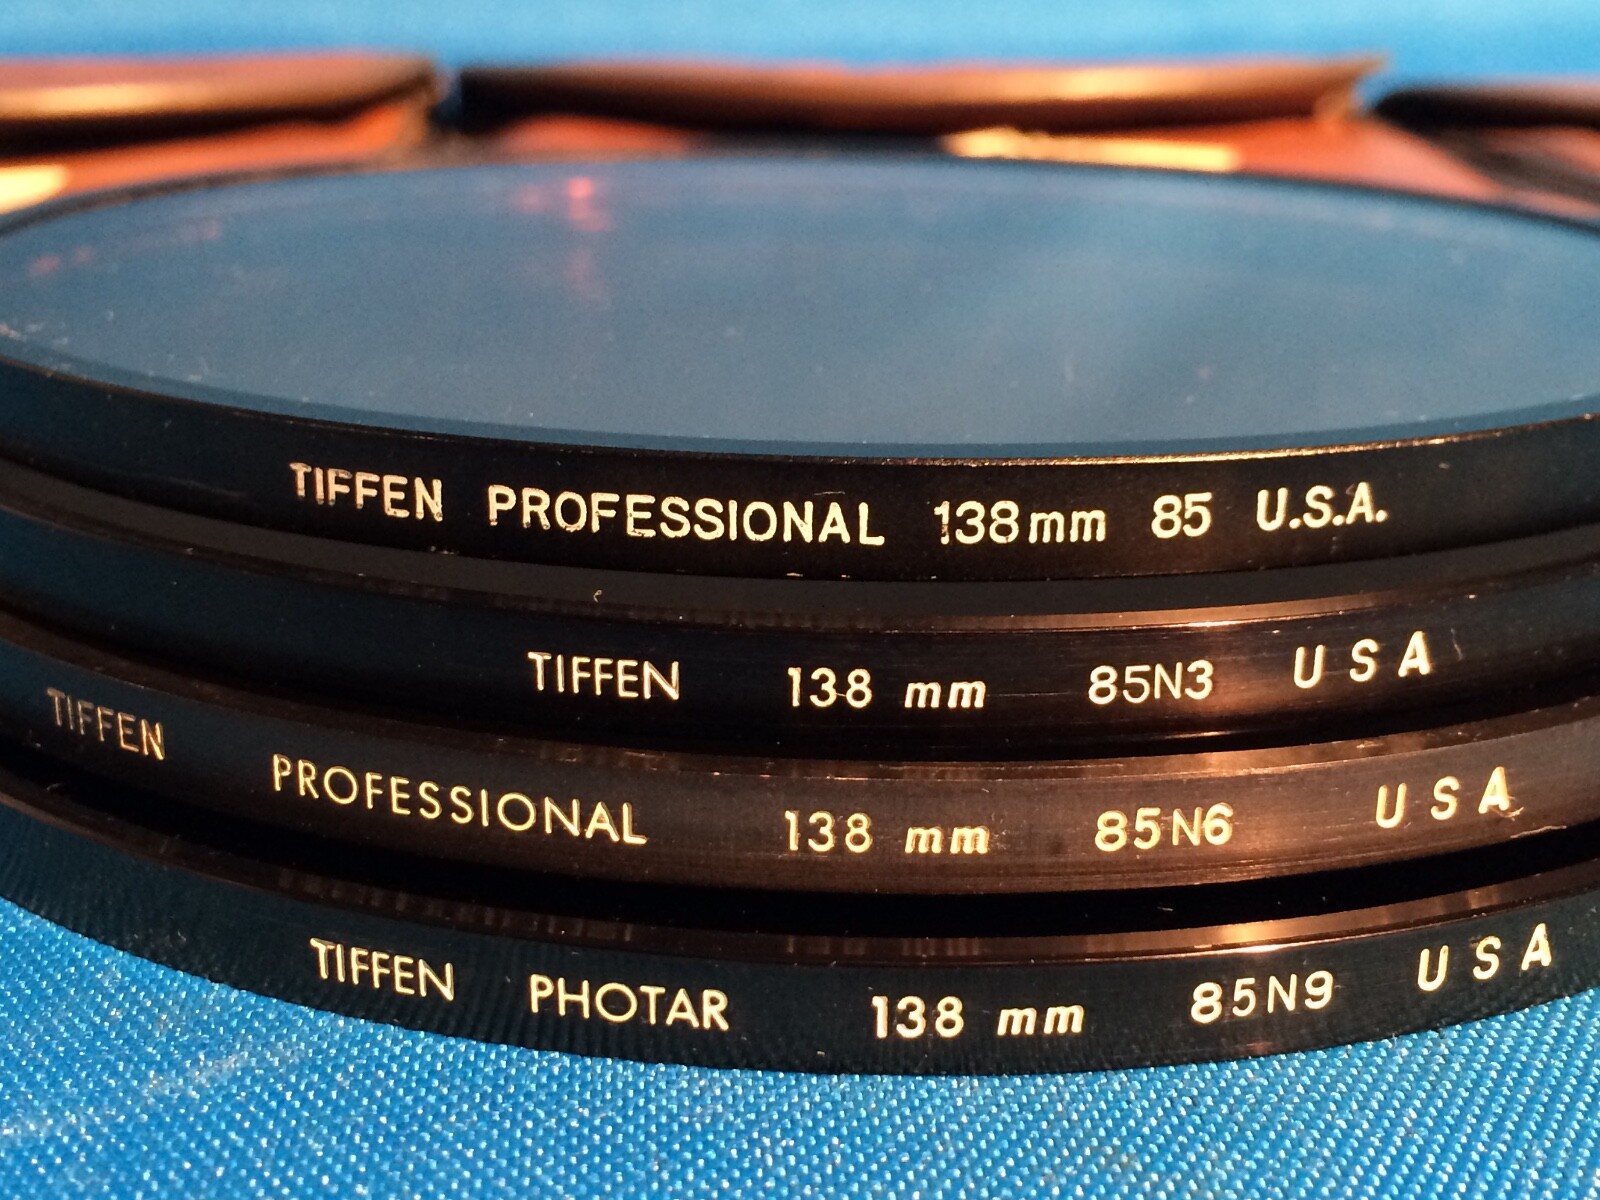 TIFFEN PROFESSIONAL 138mm 85 U.S.A.
TIFFEN 138 mm 85N3 USA
TIFFEN PROFESSIONAL 138 mm 85N6 USA
TIFFEN PHOTAR 138 mm 85N9 USA